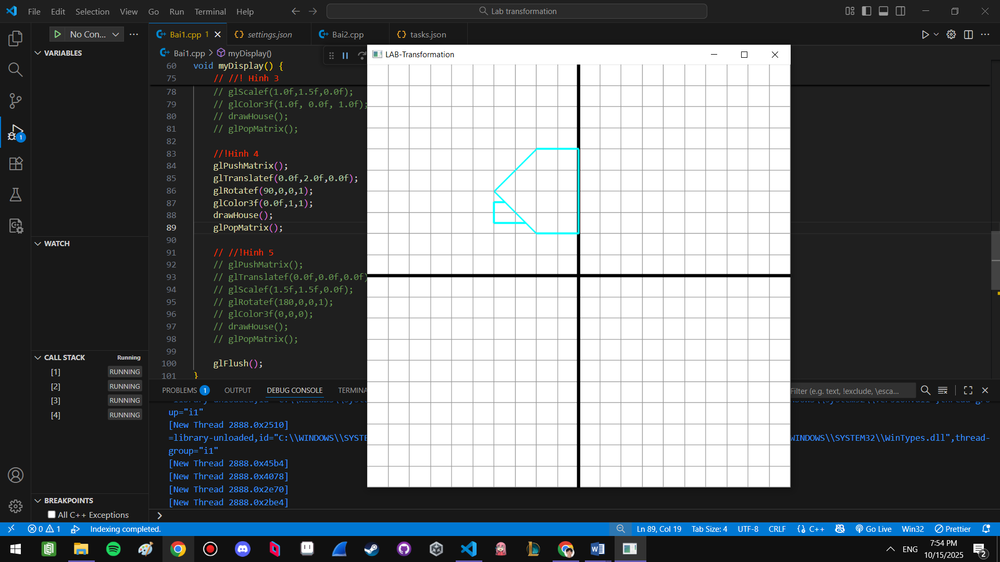 File Edit Selection View Go Run Terminal Help
Lab transformation
No Con...
Bai1.cpp 1
settings.json
Bai2.cpp
tasks.json
VARIABLES
Bai1.cpp > myDisplay()
LAB-Transformation
60 void myDisplay() {
75 // //! Hinh 3
78 // glScalef(1.0f,1.5f,0.0f);
79 // glColor3f(1.0f, 0.0f, 1.0f);
80 // drawHouse();
81 // glPopMatrix();
82
83 //!Hinh 4
84 glPushMatrix();
85 glTranslatef(0.0f,2.0f,0.0f);
86 glRotatef(90,0,0,1);
87 glColor3f(0.0f,1,1);
88 drawHouse();
89 glPopMatrix();
90
91 // //!Hinh 5
92 // glPushMatrix();
93 // glTranslatef(0.0f,0.0f,0.0f)
94 // glScalef(1.5f,1.5f,0.0f);
95 // glRotatef(180,0,0,1);
96 // glColor3f(0,0,0);
97 // drawHouse();
98 // glPopMatrix();
99
100 glFlush();
101 }
WATCH
CALL STACK Running
[1] RUNNING
[2] RUNNING
[3] RUNNING
[4] RUNNING
BREAKPOINTS
All C++ Exceptions
PROBLEMS 1 OUTPUT DEBUG CONSOLE TERMINA
Filter (e.g. text, !exclude, \esca...
up="i1"
[New Thread 2888.0x2510]
=library-unloaded,id="C:\\WINDOWS\\SYSTE
WINDOWS\\SYSTEM32\\WinTypes.dll",thread-
group="i1"
[New Thread 2888.0x45b4]
[New Thread 2888.0x4078]
[New Thread 2888.0x2e70]
[New Thread 2888.0x2be4]
>
0 1 Indexing completed.
Ln 89, Col 19 Tab Size: 4 UTF-8 CRLF C++ Go Live Win32 Prettier
ENG
7:54 PM
10/15/2025
2